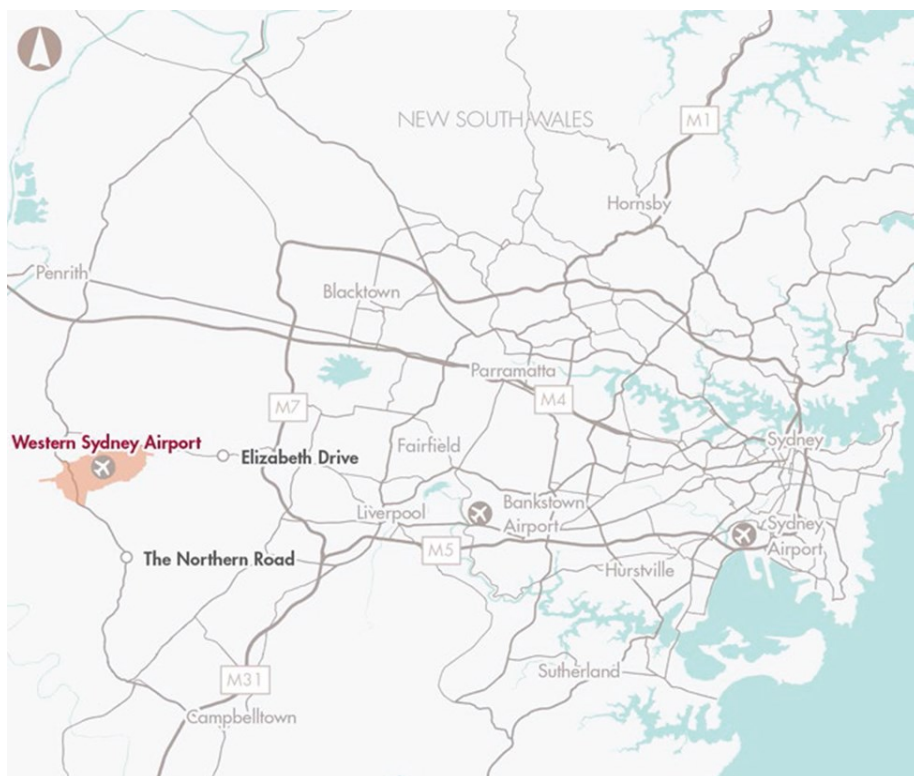 NEW SOUTH WALES
M1
Hornsby
Penrith
Blacktown
Parramatta
M4
M7
Western Sydney Airport
Elizabeth Drive
Fairfield
Sydney
Liverpool
Bankstown
Airport
Sydney
Airport
M5
The Northern Road
Hurstville
Sutherland
M31
Campbelltown